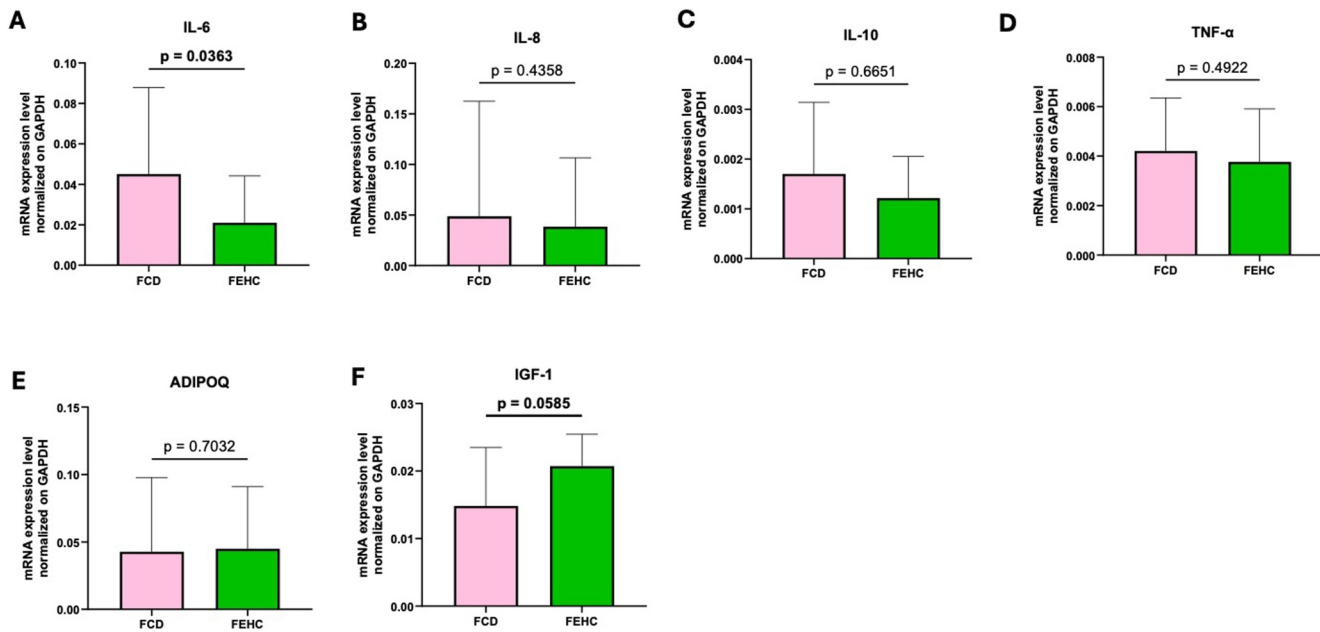 A
IL-6
p = 0.0363
mRNA expression level
normalized on GAPDH
0.10
0.08
0.06
0.04
0.02
0.00
FCD
FEHC
B
IL-8
p = 0.4358
mRNA expression level
normalized on GAPDH
0.20
0.15
0.10
0.05
0.00
FCD
FEHC
C
IL-10
p = 0.6651
mRNA expression level
normalized on GAPDH
0.004
0.003
0.002
0.001
0.000
FCD
FEHC
D
TNF-α
p = 0.4922
mRNA expression level
normalized on GAPDH
0.008
0.006
0.004
0.002
0.000
FCD
FEHC
E
ADIPOQ
p = 0.7032
mRNA expression level
normalized on GAPDH
0.15
0.10
0.05
0.00
FCD
FEHC
F
IGF-1
p = 0.0585
mRNA expression level
normalized on GAPDH
0.03
0.02
0.01
0.00
FCD
FEHC